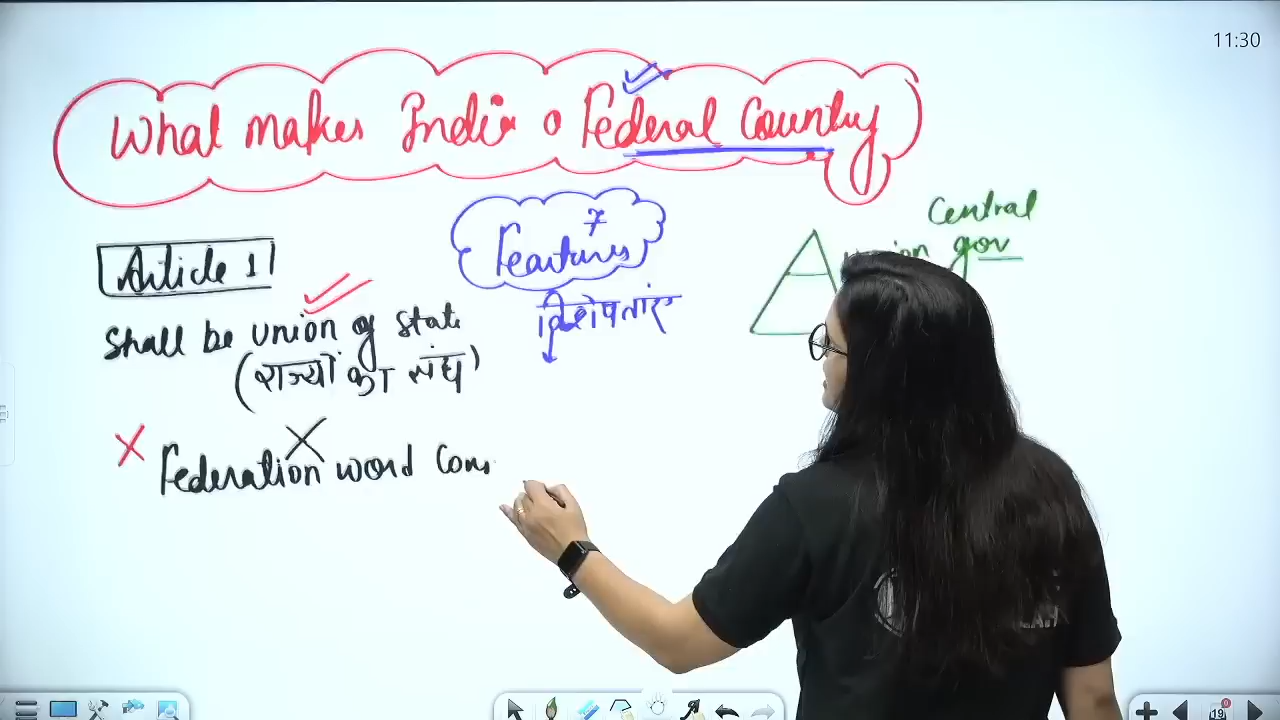 11:30
What makes India a Federal Country
Central
gov
7
Features
विशेषताएं
Article 1
Shall be union of State
(राज्यों का संघ)
Federation word
19